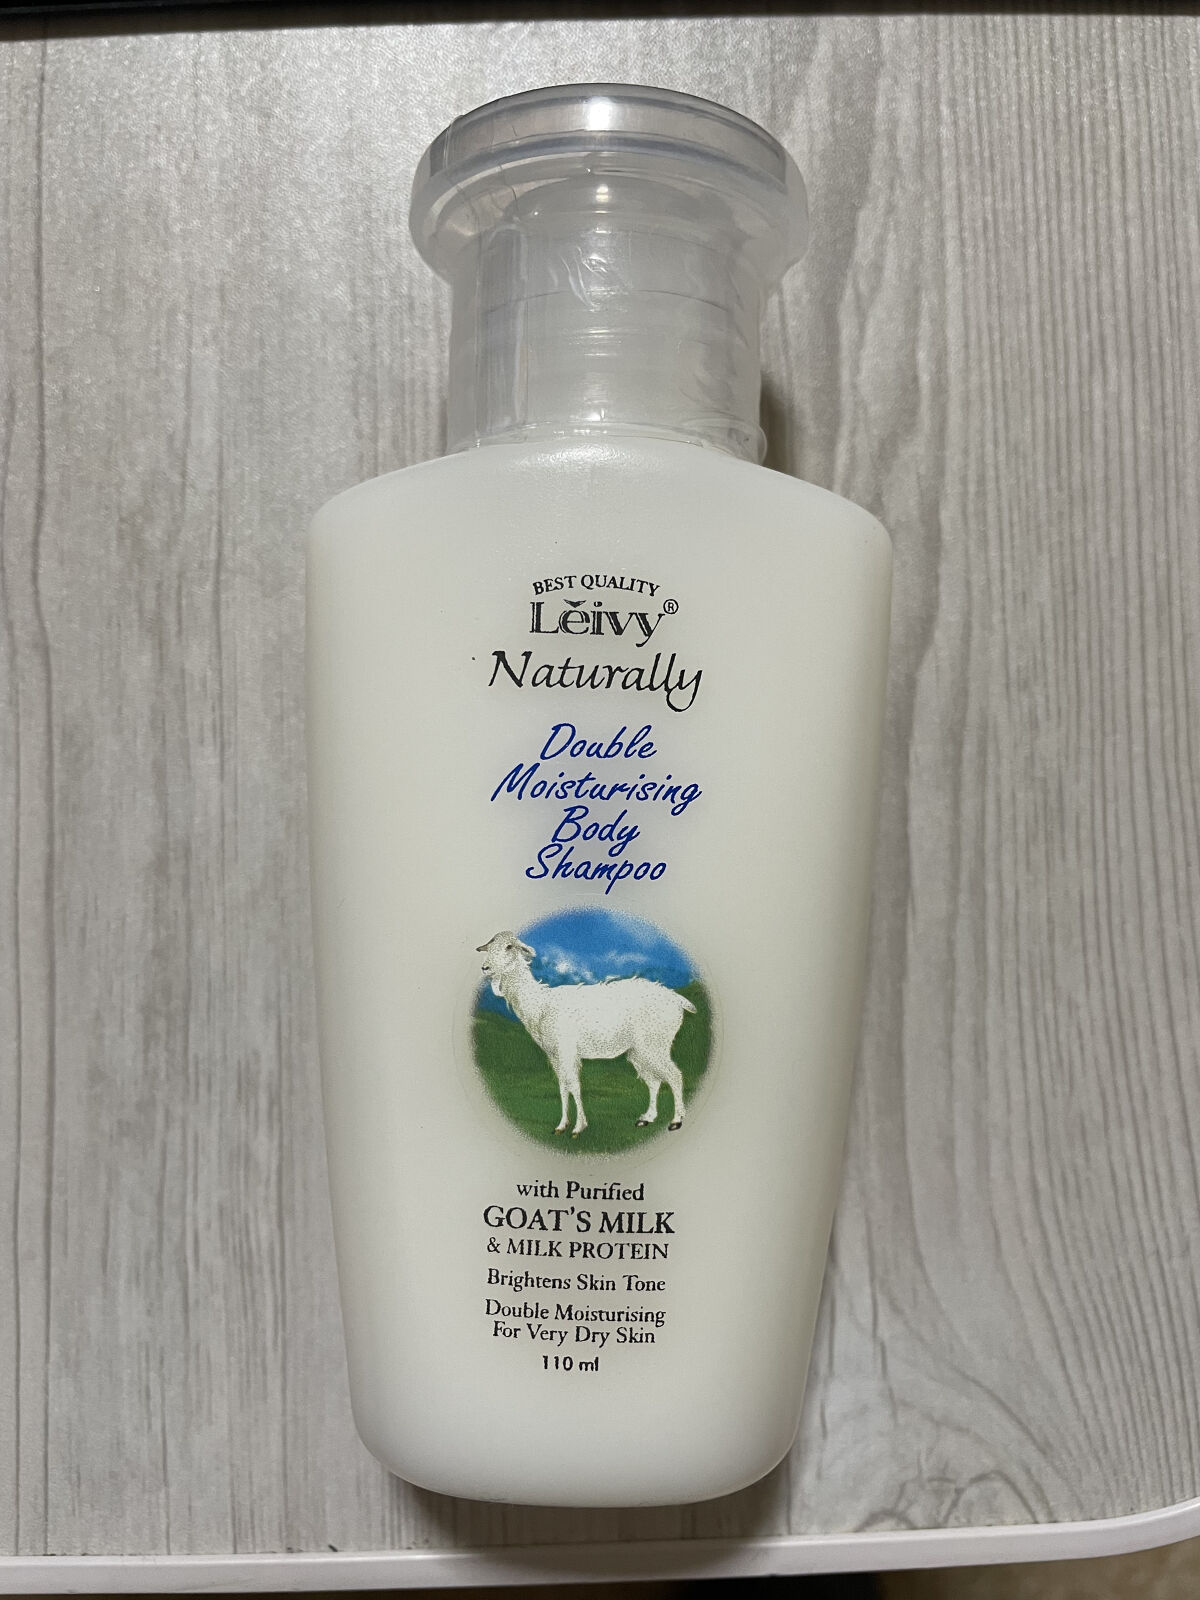 BEST QUALITY
Lěivy®
Naturally
Double
Moisturising
Body
Shampoo
with Purified
GOAT'S MILK
& MILK PROTEIN
Brightens Skin Tone
Double Moisturising
For Very Dry Skin
110 ml